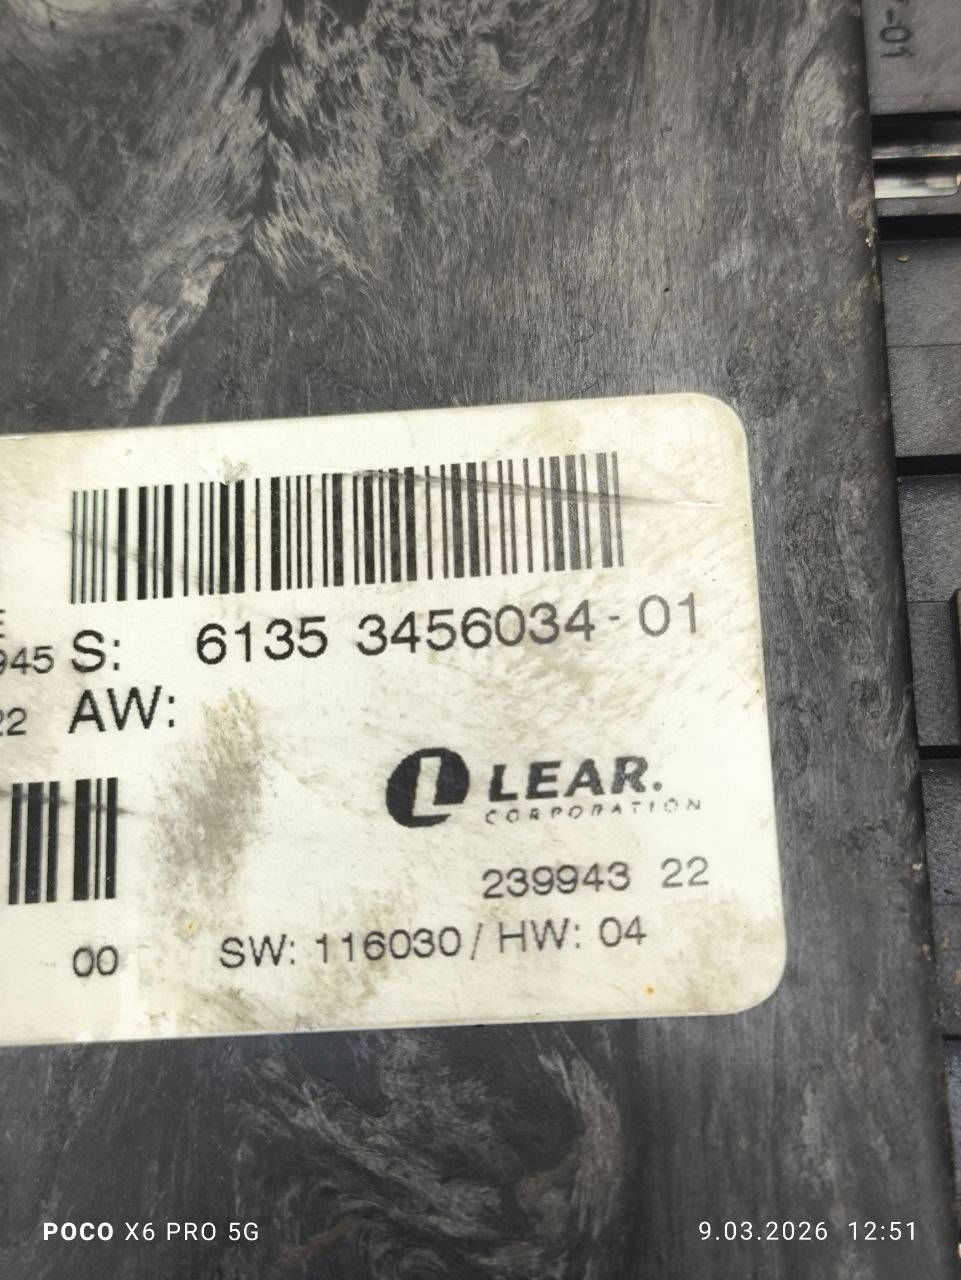 -01
S: 6135 3456034-01
945
AW:
22
LEAR.
CORPORATION
239943 22
00
SW: 116030 / HW: 04
POCO X6 PRO 5G
9.03.2026 12:51